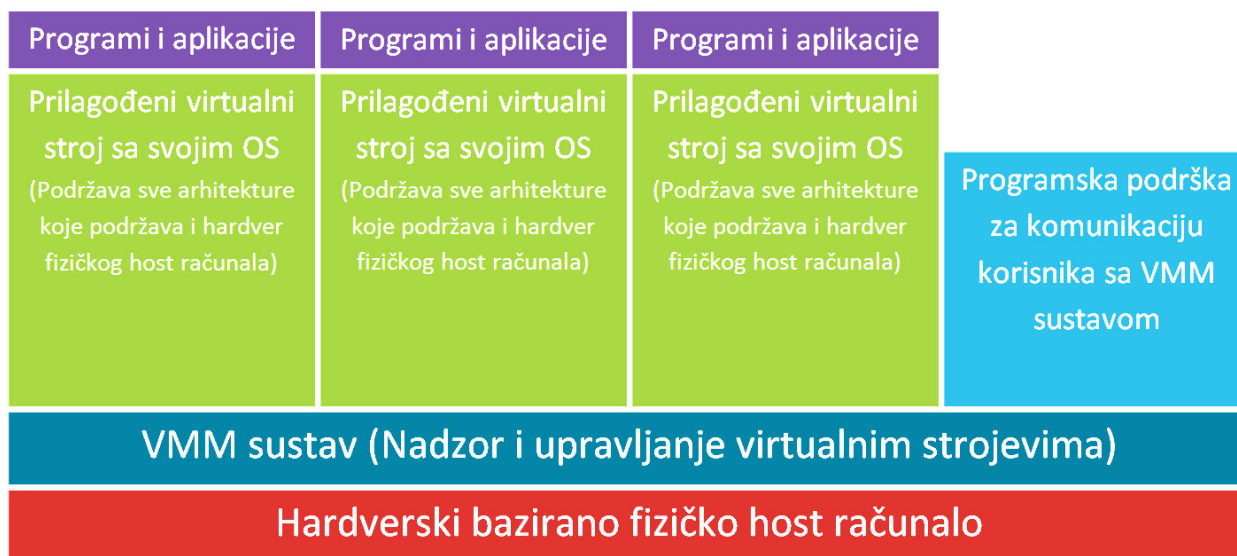 Programi i aplikacije
Programi i aplikacije
Programi i aplikacije
Prilagođeni virtualni
stroj sa svojim OS
(Podržava sve arhitekture
koje podržava i hardver
fizičkog host računala)
Prilagođeni virtualni
stroj sa svojim OS
(Podržava sve arhitekture
koje podržava i hardver
fizičkog host računala)
Prilagođeni virtualni
stroj sa svojim OS
(Podržava sve arhitekture
koje podržava i hardver
fizičkog host računala)
Programska podrška
za komunikaciju
korisnika sa VMM
sustavom
VMM sustav (Nadzor i upravljanje virtualnim strojevima)
Hardverski bazirano fizičko host računalo